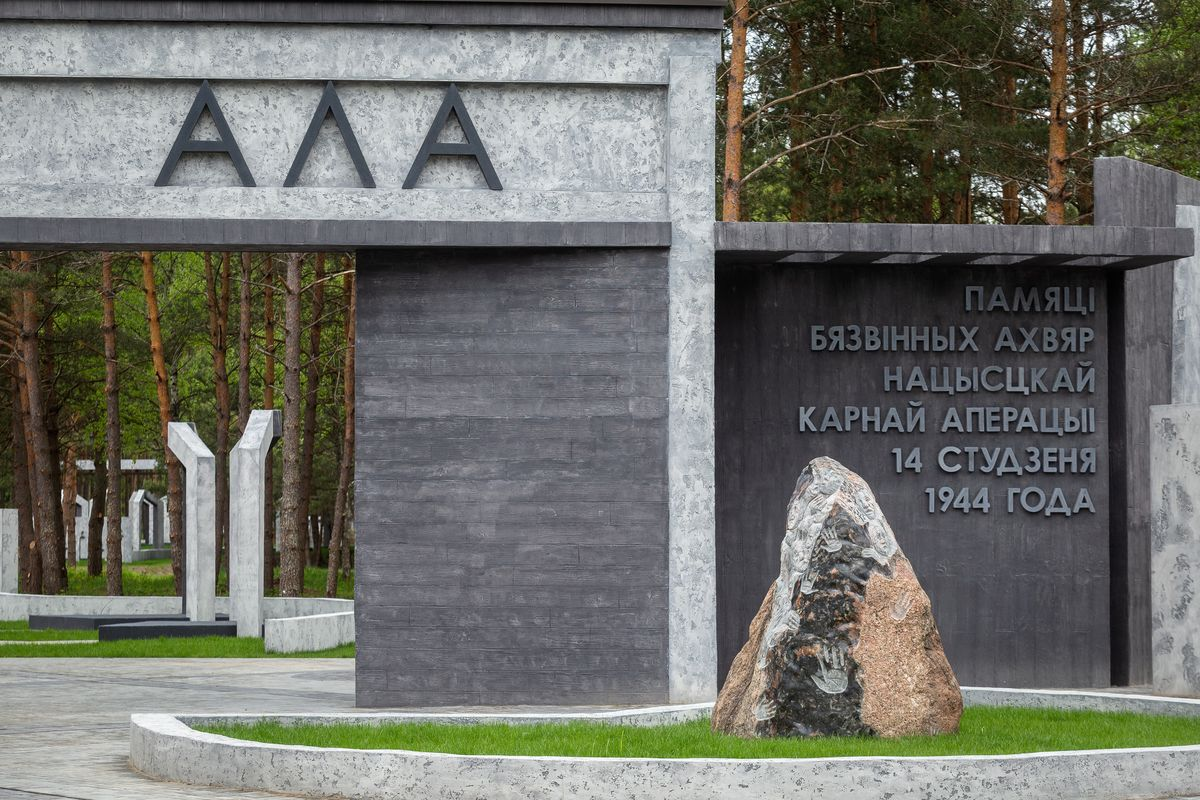 АЛА
ПАМЯЦІ
БЯЗВІННЫХ АХВЯР
НАЦЫСЦКАЙ
КАРНАЙ АПЕРАЦЫІ
14 СТУДЗЕНЯ
1944 ГОДА